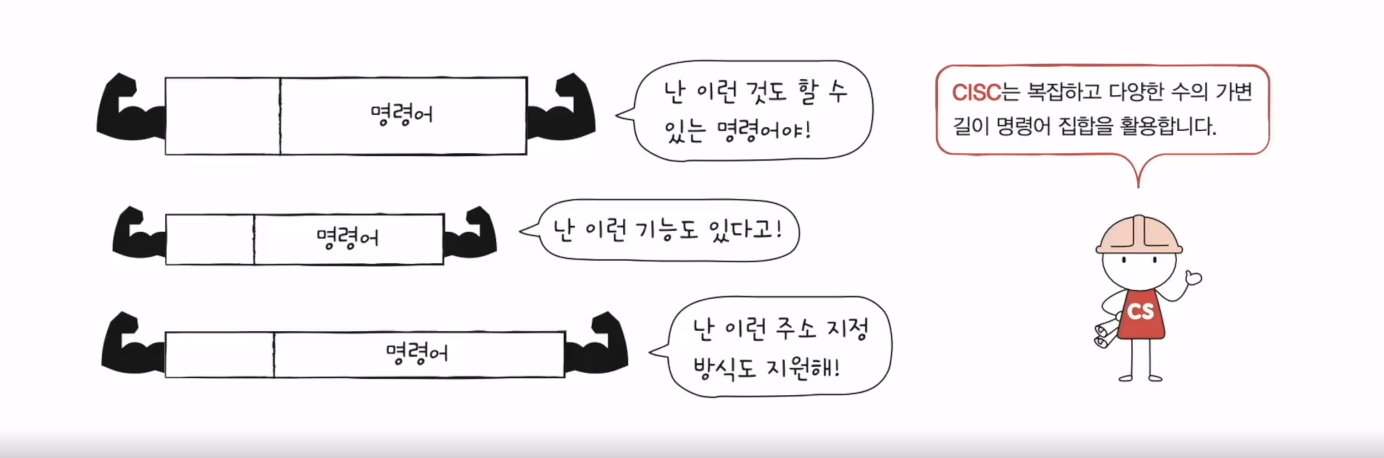 명령어
난 이런 것도 할 수
있는 명령어야!
명령어
난 이런 기능도 있다고!
명령어
난 이런 주소 지정
방식도 지원해!
CISC는 복잡하고 다양한 수의 가변
길이 명령어 집합을 활용합니다.
CS